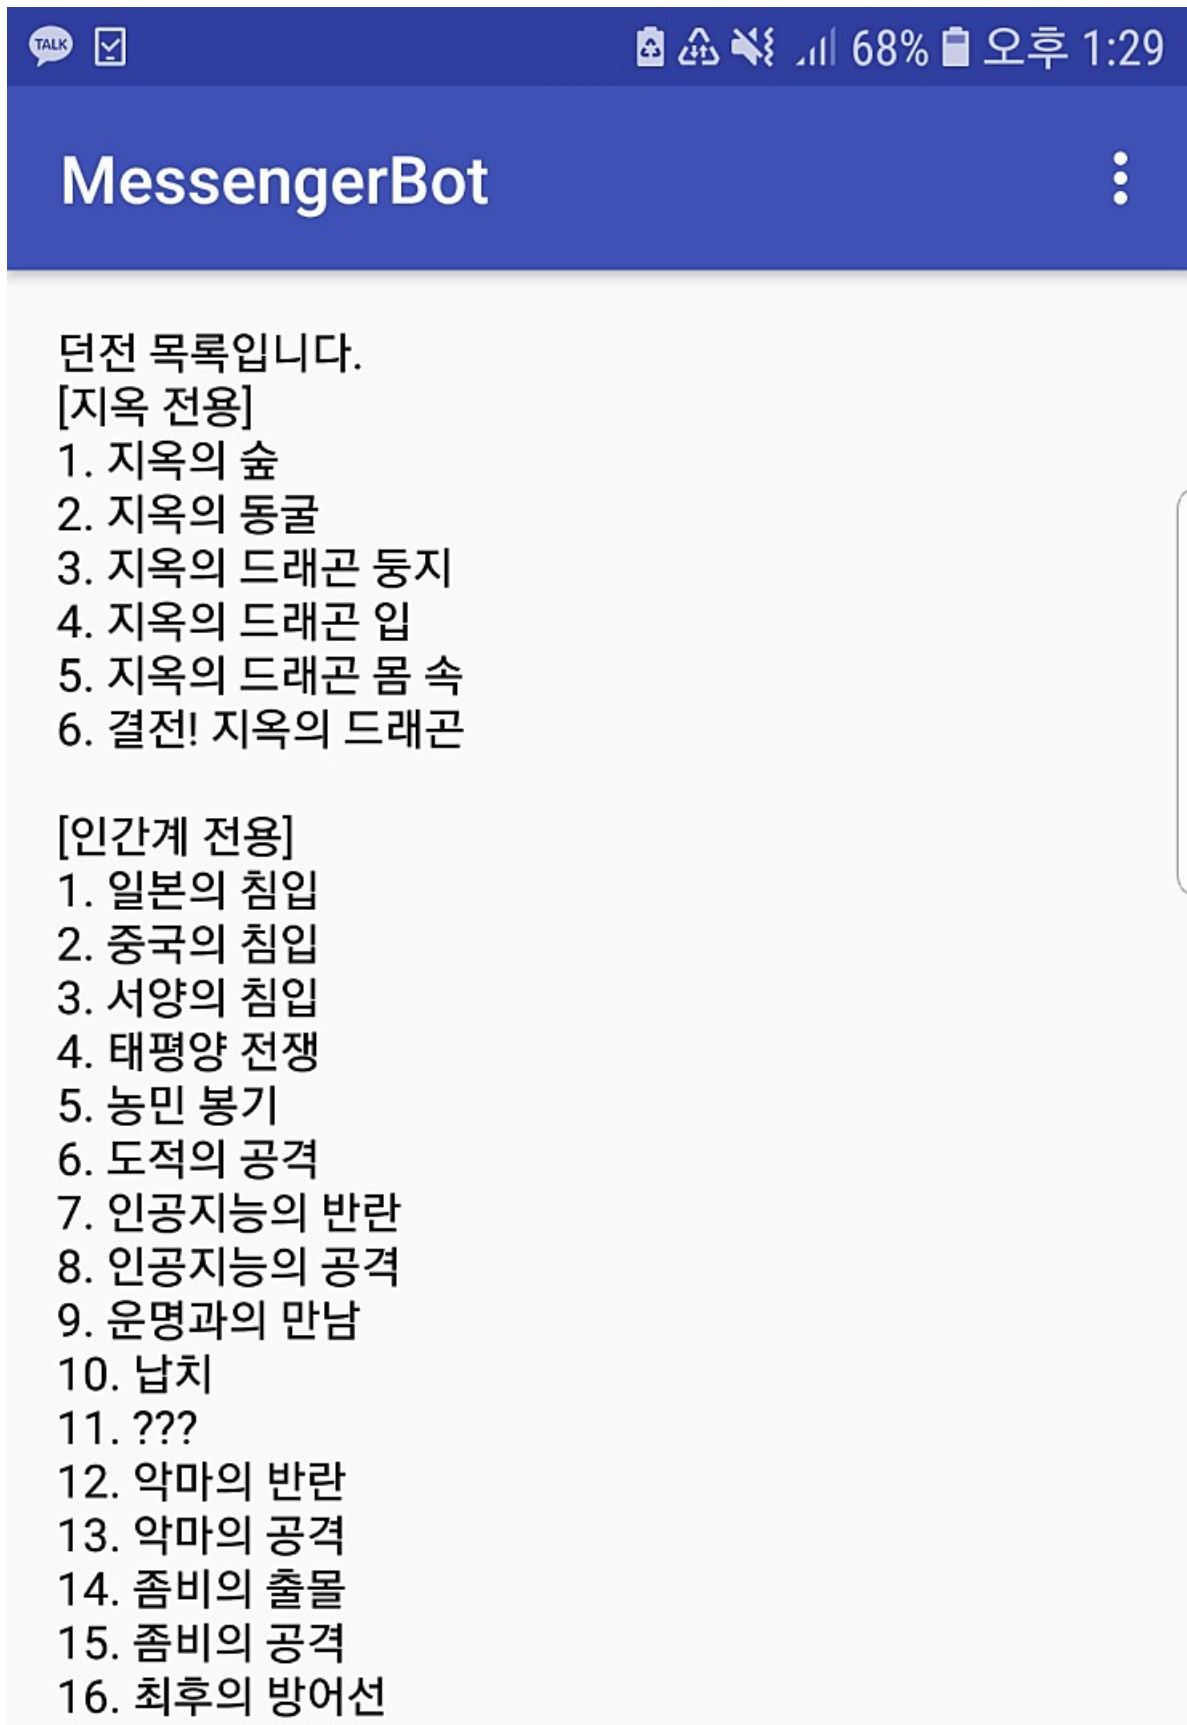 TALK
68% 오후 1:29
MessengerBot
던전 목록입니다.
[지옥 전용]
1. 지옥의 숲
2. 지옥의 동굴
3. 지옥의 드래곤 둥지
4. 지옥의 드래곤 입
5. 지옥의 드래곤 몸 속
6. 결전! 지옥의 드래곤
[인간계 전용]
1. 일본의 침입
2. 중국의 침입
3. 서양의 침입
4. 태평양 전쟁
5. 농민 봉기
6. 도적의 공격
7. 인공지능의 반란
8. 인공지능의 공격
9. 운명과의 만남
10. 납치
11. ???
12. 악마의 반란
13. 악마의 공격
14. 좀비의 출몰
15. 좀비의 공격
16. 최후의 방어선